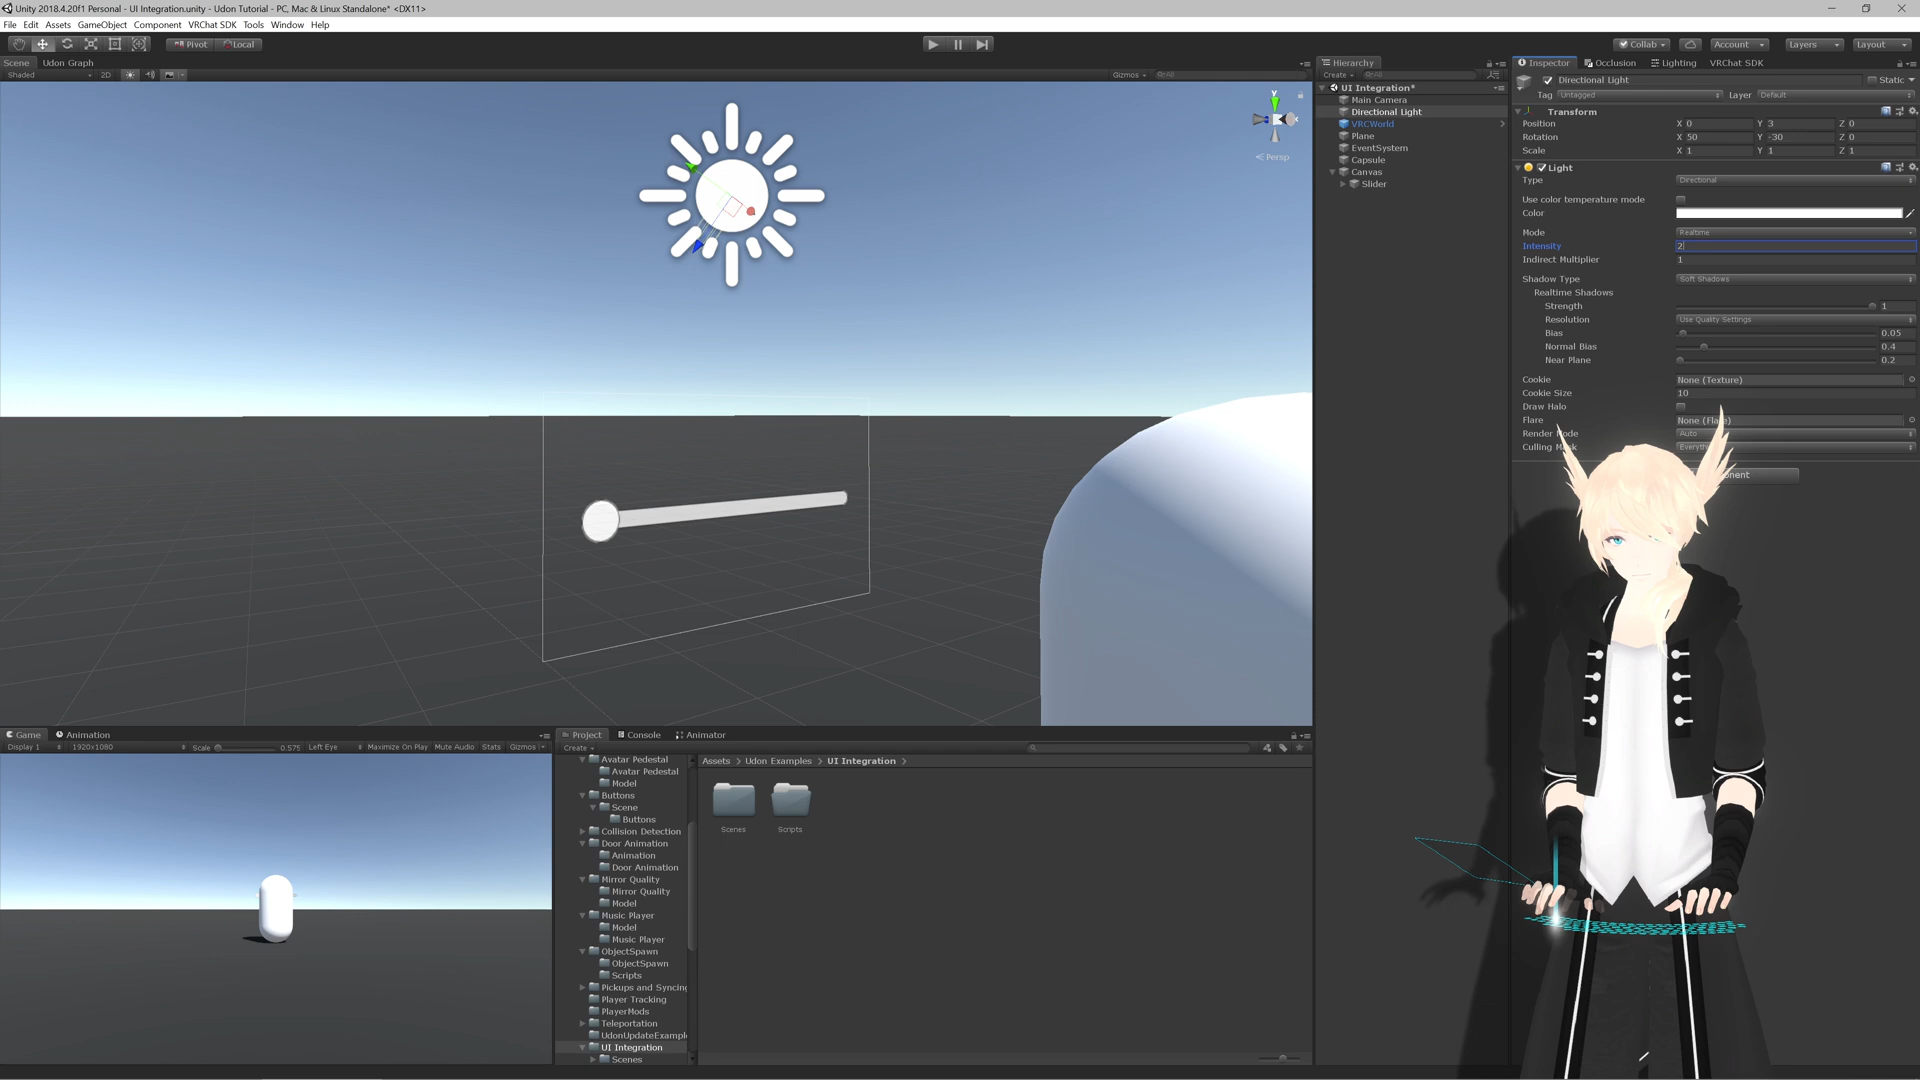 Unity 2018.4.20f1 Personal - UI Integration.unity - Udon Tutorial - PC, Mac & Linux Standalone* <DX11>
File Edit Assets GameObject Component VRChat SDK Tools Window Help
Pivot Local
Collab Account Layers Layout
Scene Udon Graph
Shaded 2D Gizmos All
Y
Persp
Hierarchy
Create All
UI Integration*
Main Camera
Directional Light
VRCWorld
Plane
EventSystem
Capsule
Canvas
Slider
Inspector Occlusion Lighting VRChat SDK
Directional Light Static
Tag Untagged Layer Default
Transform
Position X 0 Y 3 Z 0
Rotation X 50 Y -30 Z 0
Scale X 1 Y 1 Z 1
Light
Type Directional
Use color temperature mode
Color
Mode Realtime
Intensity 2
Indirect Multiplier 1
Shadow Type Soft Shadows
Realtime Shadows
Strength 1
Resolution Use Quality Settings
Bias 0.05
Normal Bias 0.4
Near Plane 0.2
Cookie None (Texture)
Cookie Size 10
Draw Halo
Flare None (Flare)
Render Mode Auto
Culling
Game Animation
Display 1 1920x1080 Scale 0.575 Left Eye Maximize On Play Mute Audio Stats Gizmos
Project Console Animator
Create
Avatar Pedestal
Avatar Pedestal
Model
Buttons
Scene
Buttons
Collision Detection
Door Animation
Animation
Door Animation
Mirror Quality
Mirror Quality
Model
Music Player
Model
Music Player
ObjectSpawn
ObjectSpawn
Scripts
Pickups and Syncing
Player Tracking
PlayerMods
Teleportation
UdonUpdateExampl
UI Integration
Scenes
Assets > Udon Examples > UI Integration >
Scenes Scripts